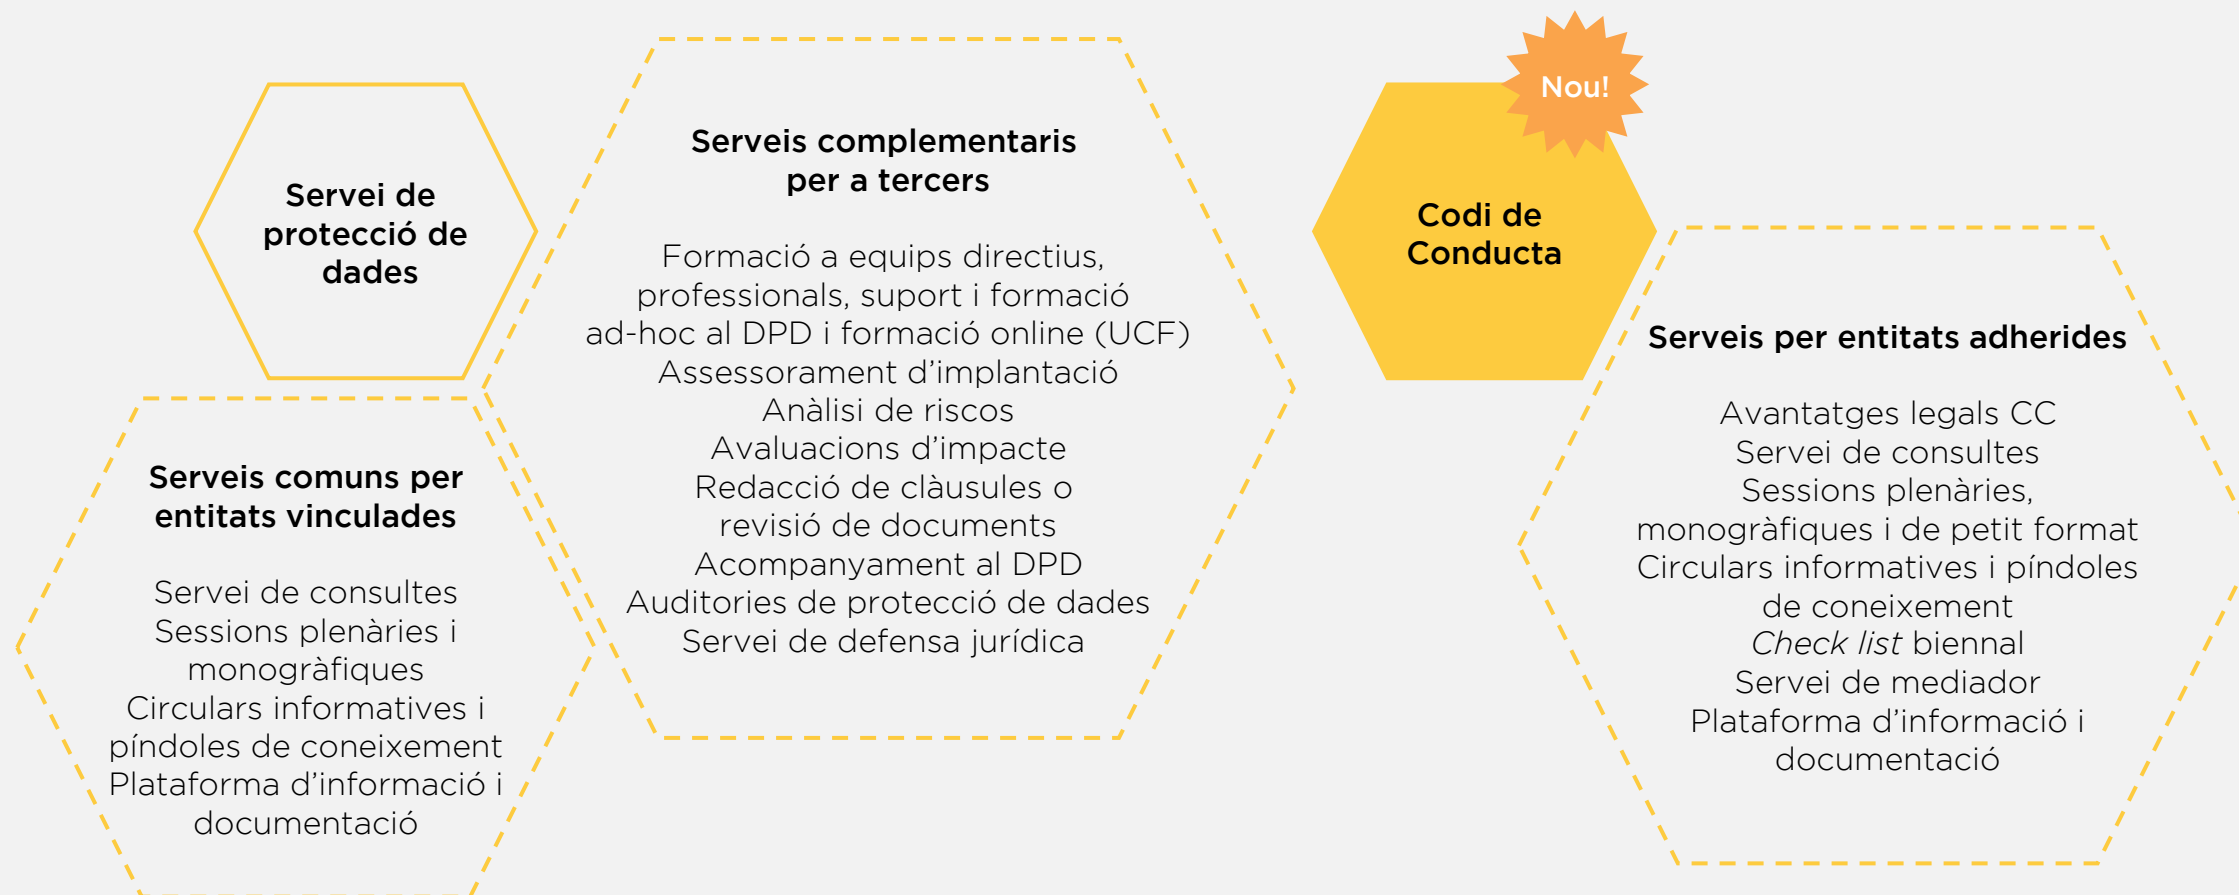 Servei de
protecció de
dades
Serveis comuns per
entitats vinculades
Servei de consultes
Sessions plenàries i
monogràfiques
Circulars informatives i
píndoles de coneixement
Plataforma d’informació i
documentació
Serveis complementaris
per a tercers
Formació a equips directius,
professionals, suport i formació
ad-hoc al DPD i formació online (UCF)
Assessorament d’implantació
Anàlisi de riscos
Avaluacions d’impacte
Redacció de clàusules o
revisió de documents
Acompanyament al DPD
Auditories de protecció de dades
Servei de defensa jurídica
Nou!
Codi de
Conducta
Serveis per entitats adherides
Avantatges legals CC
Servei de consultes
Sessions plenàries,
monogràfiques i de petit format
Circulars informatives i píndoles
de coneixement
Check list biennal
Servei de mediador
Plataforma d’informació i
documentació